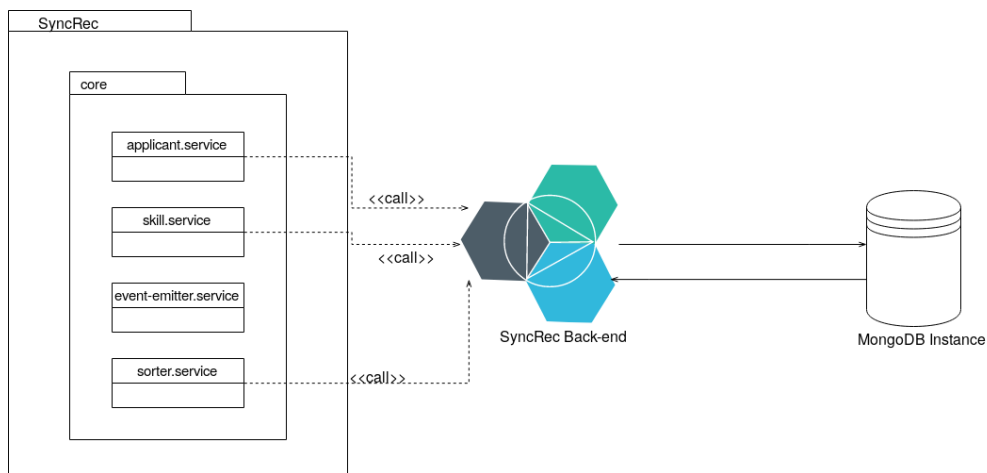 SyncRec
core
applicant.service
<<call>>
skill.service
<<call>>
event-emitter.service
sorter.service
<<call>>
SyncRec Back-end
MongoDB Instance